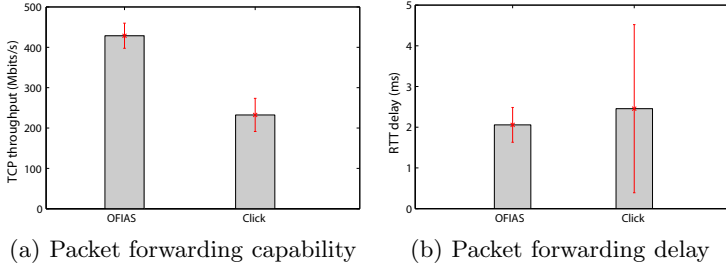 500
400
300
200
100
0
TCP throughput (Mbits/s)
OFIAS Click
(a) Packet forwarding capability
5
4
3
2
1
0
RTT delay (ms)
OFIAS Click
(b) Packet forwarding delay